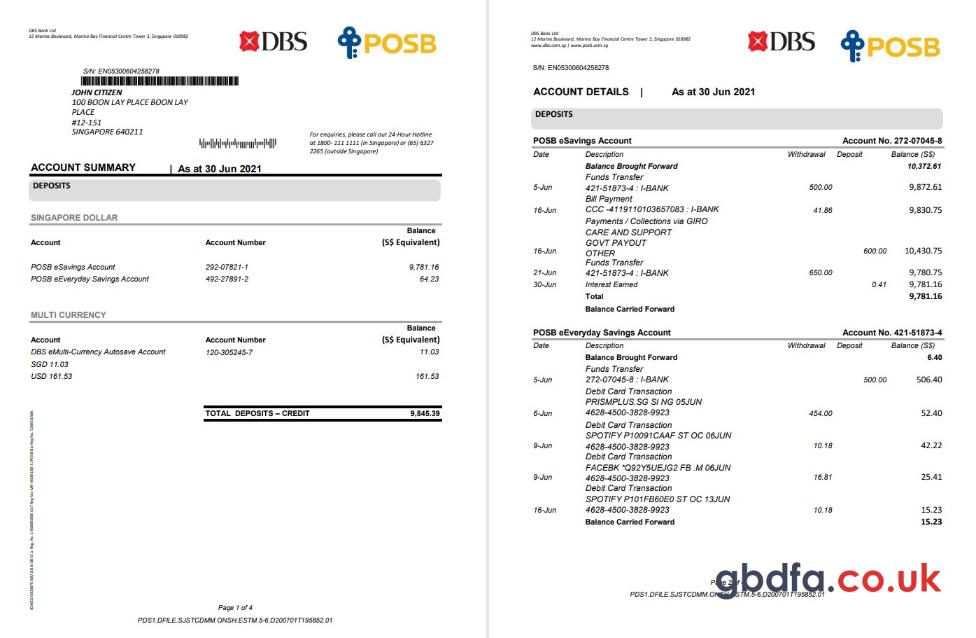 DBS Bank Ltd
12 Marina Boulevard, Marina Bay Financial Centre Tower 3, Singapore 018982
DBS POSB
S/N: EN05300604258278
JOHN CITIZEN
100 BOON LAY PLACE BOON LAY
PLACE
#12-151
SINGAPORE 640211
For enquiries, please call our 24-Hour Hotline
at 1800- 111 1111 (in Singapore) or (65) 6327
2265 (outside Singapore)
ACCOUNT SUMMARY | As at 30 Jun 2021
DEPOSITS
SINGAPORE DOLLAR
Balance
Account Account Number (S$ Equivalent)
POSB eSavings Account 292-07821-1 9,781.16
POSB eEveryday Savings Account 492-27891-2 64.23
MULTI CURRENCY
Balance
Account Account Number (S$ Equivalent)
DBS eMulti-Currency Autosave Account 120-305245-7 11.03
SGD 11.03
USD 161.53 161.53
TOTAL DEPOSITS – CREDIT 9,845.39
Page 1 of 4
PDS1.DFILE.SJSTCDMM.ONSH.ESTM.5-6.D200701T195852.01
DBS Bank Ltd
12 Marina Boulevard, Marina Bay Financial Centre Tower 3, Singapore 018982
www.dbs.com.sg | www.posb.com.sg
DBS POSB
S/N: EN05300604258278
ACCOUNT DETAILS | As at 30 Jun 2021
DEPOSITS
POSB eSavings Account Account No. 272-07045-8
Date Description Withdrawal Deposit Balance (S$)
Balance Brought Forward 10,372.61
Funds Transfer
5-Jun 421-51873-4 : I-BANK 500.00 9,872.61
Bill Payment
16-Jun CCC -4119110103657083 : I-BANK 41.86 9,830.75
Payments / Collections via GIRO
CARE AND SUPPORT
GOVT PAYOUT
16-Jun OTHER 600.00 10,430.75
Funds Transfer
21-Jun 421-51873-4 : I-BANK 650.00 9,780.75
30-Jun Interest Earned 0.41 9,781.16
Total 9,781.16
Balance Carried Forward
POSB eEveryday Savings Account Account No. 421-51873-4
Date Description Withdrawal Deposit Balance (S$)
Balance Brought Forward 6.40
Funds Transfer
5-Jun 272-07045-8 : I-BANK 500.00 506.40
Debit Card Transaction
PRISMPLUS.SG SI NG 05JUN
6-Jun 4628-4500-3828-9923 454.00 52.40
Debit Card Transaction
SPOTIFY P10091CAAF ST OC 06JUN
9-Jun 4628-4500-3828-9923 10.18 42.22
Debit Card Transaction
FACEBK *Q92Y5UEJG2 FB .M 06JUN
9-Jun 4628-4500-3828-9923 16.81 25.41
Debit Card Transaction
SPOTIFY P101FB60E0 ST OC 13JUN
16-Jun 4628-4500-3828-9923 10.18 15.23
Balance Carried Forward 15.23
gbdfa.co.uk
PDS1.DFILE.SJSTCDMM.ONSH.ESTM.5-6.D200701T195852.01